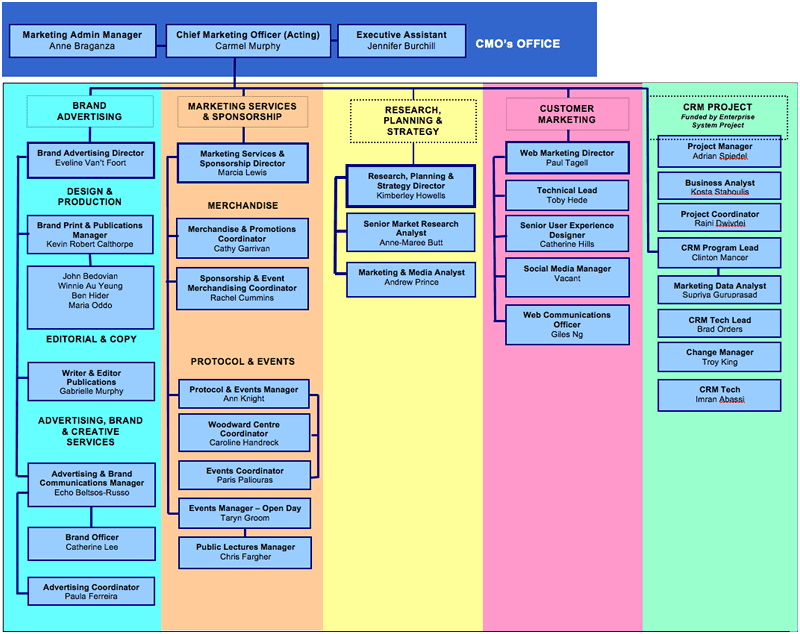 Marketing Admin Manager
Anne Braganza
Chief Marketing Officer (Acting)
Carmel Murphy
Executive Assistant
Jennifer Burchill
CMO's OFFICE
BRAND
ADVERTISING
Brand Advertising Director
Eveline Van't Foort
DESIGN &
PRODUCTION
Brand Print & Publications
Manager
Kevin Robert Calthorpe
John Bedovian
Winnie Au Yeung
Ben Hider
Maria Oddo
EDITORIAL & COPY
Writer & Editor
Publications
Gabrielle Murphy
ADVERTISING, BRAND
& CREATIVE
SERVICES
Advertising & Brand
Communications Manager
Echo Beltsos-Russo
Brand Officer
Catherine Lee
Advertising Coordinator
Paula Ferreira
MARKETING SERVICES
& SPONSORSHIP
Marketing Services &
Sponsorship Director
Marcia Lewis
MERCHANDISE
Merchandise & Promotions
Coordinator
Cathy Garrivan
Sponsorship & Event
Merchandising Coordinator
Rachel Cummins
PROTOCOL & EVENTS
Protocol & Events Manager
Ann Knight
Woodward Centre
Coordinator
Caroline Handreck
Events Coordinator
Paris Paliouras
Events Manager – Open Day
Taryn Groom
Public Lectures Manager
Chris Fargher
RESEARCH,
PLANNING &
STRATEGY
Research, Planning &
Strategy Director
Kimberley Howells
Senior Market Research
Analyst
Anne-Maree Butt
Marketing & Media Analyst
Andrew Prince
CUSTOMER
MARKETING
Web Marketing Director
Paul Tagell
Technical Lead
Toby Hede
Senior User Experience
Designer
Catherine Hills
Social Media Manager
Vacant
Web Communications
Officer
Giles Ng
CRM PROJECT
Funded by Enterprise
System Project
Project Manager
Adrian Spiedel
Business Analyst
Kosta Stahoulis
Project Coordinator
Rajni Dwivdei
CRM Program Lead
Clinton Mancer
Marketing Data Analyst
Supriya Guruprasad
CRM Tech Lead
Brad Orders
Change Manager
Troy King
CRM Tech
Imran Abassi